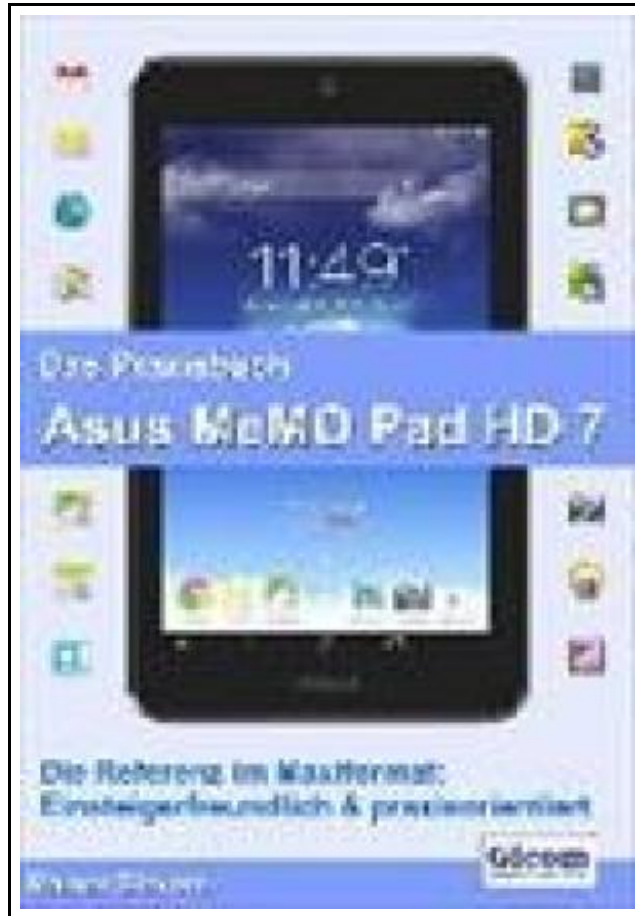 11:49
Das Praxisbuch
Asus MeMO Pad HD 7
Die Referenz im Maxiformat:
Einsteigerfreundlich & praxisorientiert
Gicom